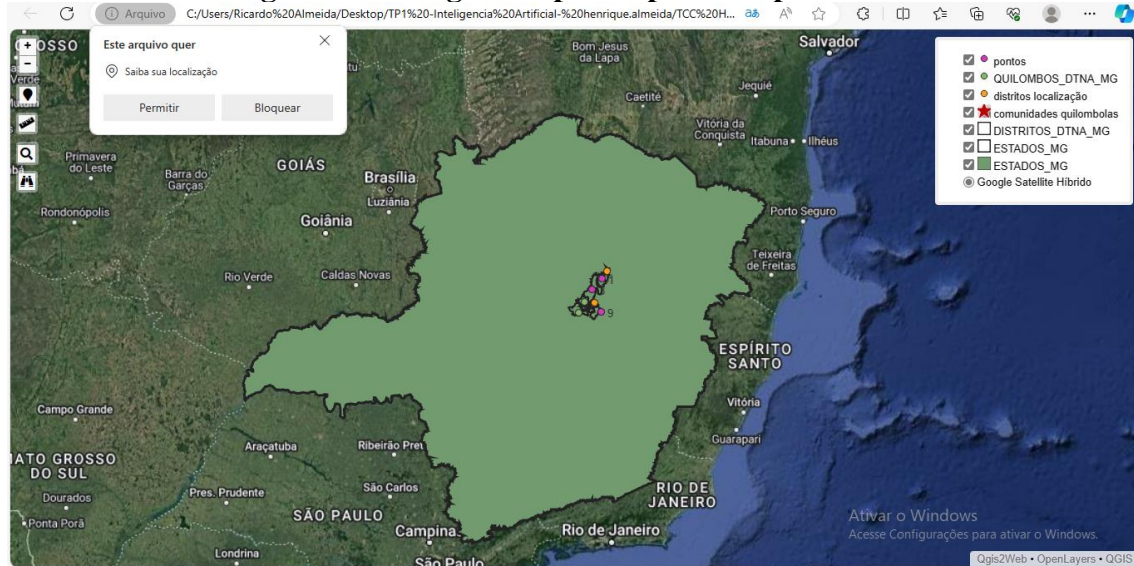 Arquivo
C:/Users/Ricardo%20Almeida/Desktop/TP1%20-Inteligencia%20Artificial-%20henrique.almeida/TCC%20H...
Este arquivo quer
Saiba sua localização
Permitir
Bloquear
+
-
OSSO
Verde
Primavera
do Leste
Barra do
Garças
Rondonópolis
GOIÁS
Brasília
Luziânia
Goiânia
Rio Verde
Caldas Novas
Bom Jesus
da Lapa
Caetité
Salvador
Jequié
Vitória da
Conquista
Itabuna
Ilhéus
Porto Seguro
Teixeira
de Freitas
9
ESPÍRITO
SANTO
Vitória
Guarapari
Campo Grande
ATO GROSSO
DO SUL
Dourados
Ponta Porã
Araçatuba
Ribeirão Pret
Pres. Prudente
São Carlos
SÃO PAULO
Campina
Londrina
São Paulo
RIO DE
JANEIRO
Rio de Janeiro
pontos
QUILOMBOS_DTNA_MG
distritos localização
comunidades quilombolas
DISTRITOS_DTNA_MG
ESTADOS_MG
ESTADOS_MG
Google Satellite Híbrido
Ativar o Windows
Acesse Configurações para ativar o Windows.
Qgis2Web • OpenLayers • QGIS